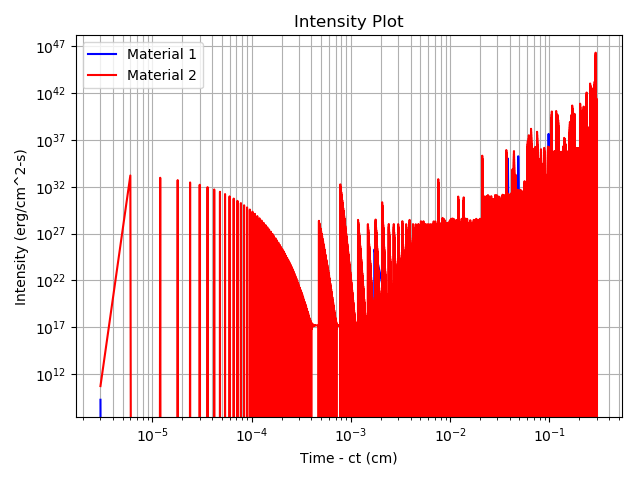 Intensity Plot
Material 1
Material 2
Intensity (erg/cm^2-s)
10^47
10^42
10^37
10^32
10^27
10^22
10^17
10^12
10^−5
10^−4
10^−3
10^−2
10^−1
Time - ct (cm)